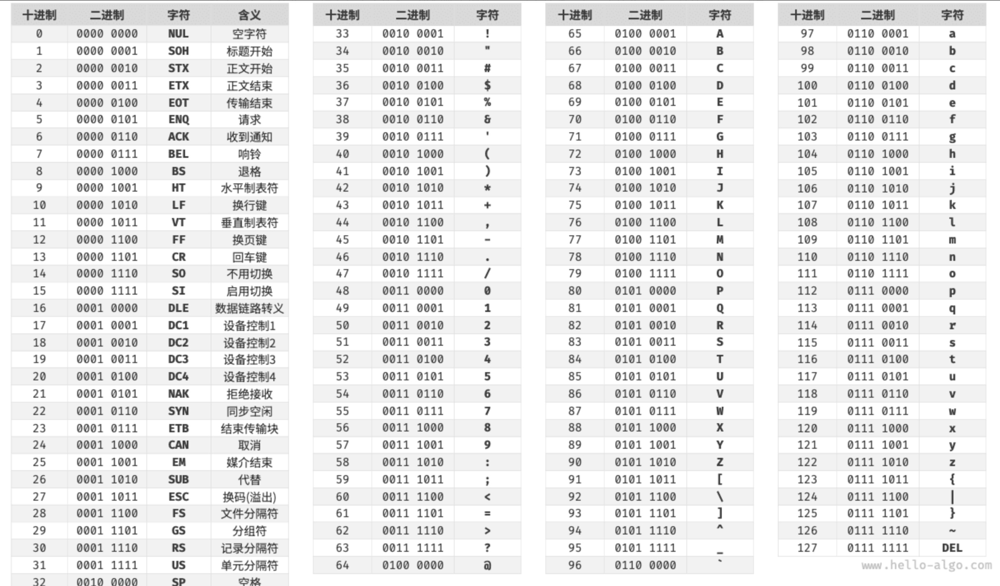 十进制 二进制 字符 含义
0 0000 0000 NUL 空字符
1 0000 0001 SOH 标题开始
2 0000 0010 STX 正文开始
3 0000 0011 ETX 正文结束
4 0000 0100 EOT 传输结束
5 0000 0101 ENQ 请求
6 0000 0110 ACK 收到通知
7 0000 0111 BEL 响铃
8 0000 1000 BS 退格
9 0000 1001 HT 水平制表符
10 0000 1010 LF 换行键
11 0000 1011 VT 垂直制表符
12 0000 1100 FF 换页键
13 0000 1101 CR 回车键
14 0000 1110 SO 不用切换
15 0000 1111 SI 启用切换
16 0001 0000 DLE 数据链路转义
17 0001 0001 DC1 设备控制1
18 0001 0010 DC2 设备控制2
19 0001 0011 DC3 设备控制3
20 0001 0100 DC4 设备控制4
21 0001 0101 NAK 拒绝接收
22 0001 0110 SYN 同步空闲
23 0001 0111 ETB 结束传输块
24 0001 1000 CAN 取消
25 0001 1001 EM 媒介结束
26 0001 1010 SUB 代替
27 0001 1011 ESC 换码(溢出)
28 0001 1100 FS 文件分隔符
29 0001 1101 GS 分组符
30 0001 1110 RS 记录分隔符
31 0001 1111 US 单元分隔符
32 0010 0000 SP 空格
十进制 二进制 字符
33 0010 0001 !
34 0010 0010 "
35 0010 0011 #
36 0010 0100 $
37 0010 0101 %
38 0010 0110 &
39 0010 0111 '
40 0010 1000 (
41 0010 1001 )
42 0010 1010 *
43 0010 1011 +
44 0010 1100 ,
45 0010 1101 -
46 0010 1110 .
47 0010 1111 /
48 0011 0000 0
49 0011 0001 1
50 0011 0010 2
51 0011 0011 3
52 0011 0100 4
53 0011 0101 5
54 0011 0110 6
55 0011 0111 7
56 0011 1000 8
57 0011 1001 9
58 0011 1010 :
59 0011 1011 ;
60 0011 1100 <
61 0011 1101 =
62 0011 1110 >
63 0011 1111 ?
64 0100 0000 @
十进制 二进制 字符
65 0100 0001 A
66 0100 0010 B
67 0100 0011 C
68 0100 0100 D
69 0100 0101 E
70 0100 0110 F
71 0100 0111 G
72 0100 1000 H
73 0100 1001 I
74 0100 1010 J
75 0100 1011 K
76 0100 1100 L
77 0100 1101 M
78 0100 1110 N
79 0100 1111 O
80 0101 0000 P
81 0101 0001 Q
82 0101 0010 R
83 0101 0011 S
84 0101 0100 T
85 0101 0101 U
86 0101 0110 V
87 0101 0111 W
88 0101 1000 X
89 0101 1001 Y
90 0101 1010 Z
91 0101 1011 [
92 0101 1100 \
93 0101 1101 ]
94 0101 1110 ^
95 0101 1111 _
96 0110 0000 `
十进制 二进制 字符
97 0110 0001 a
98 0110 0010 b
99 0110 0011 c
100 0110 0100 d
101 0110 0101 e
102 0110 0110 f
103 0110 0111 g
104 0110 1000 h
105 0110 1001 i
106 0110 1010 j
107 0110 1011 k
108 0110 1100 l
109 0110 1101 m
110 0110 1110 n
111 0110 1111 o
112 0111 0000 p
113 0111 0001 q
114 0111 0010 r
115 0111 0011 s
116 0111 0100 t
117 0111 0101 u
118 0111 0110 v
119 0111 0111 w
120 0111 1000 x
121 0111 1001 y
122 0111 1010 z
123 0111 1011 {
124 0111 1100 |
125 0111 1101 }
126 0111 1110 ~
127 0111 1111 DEL
www.hello-algo.com